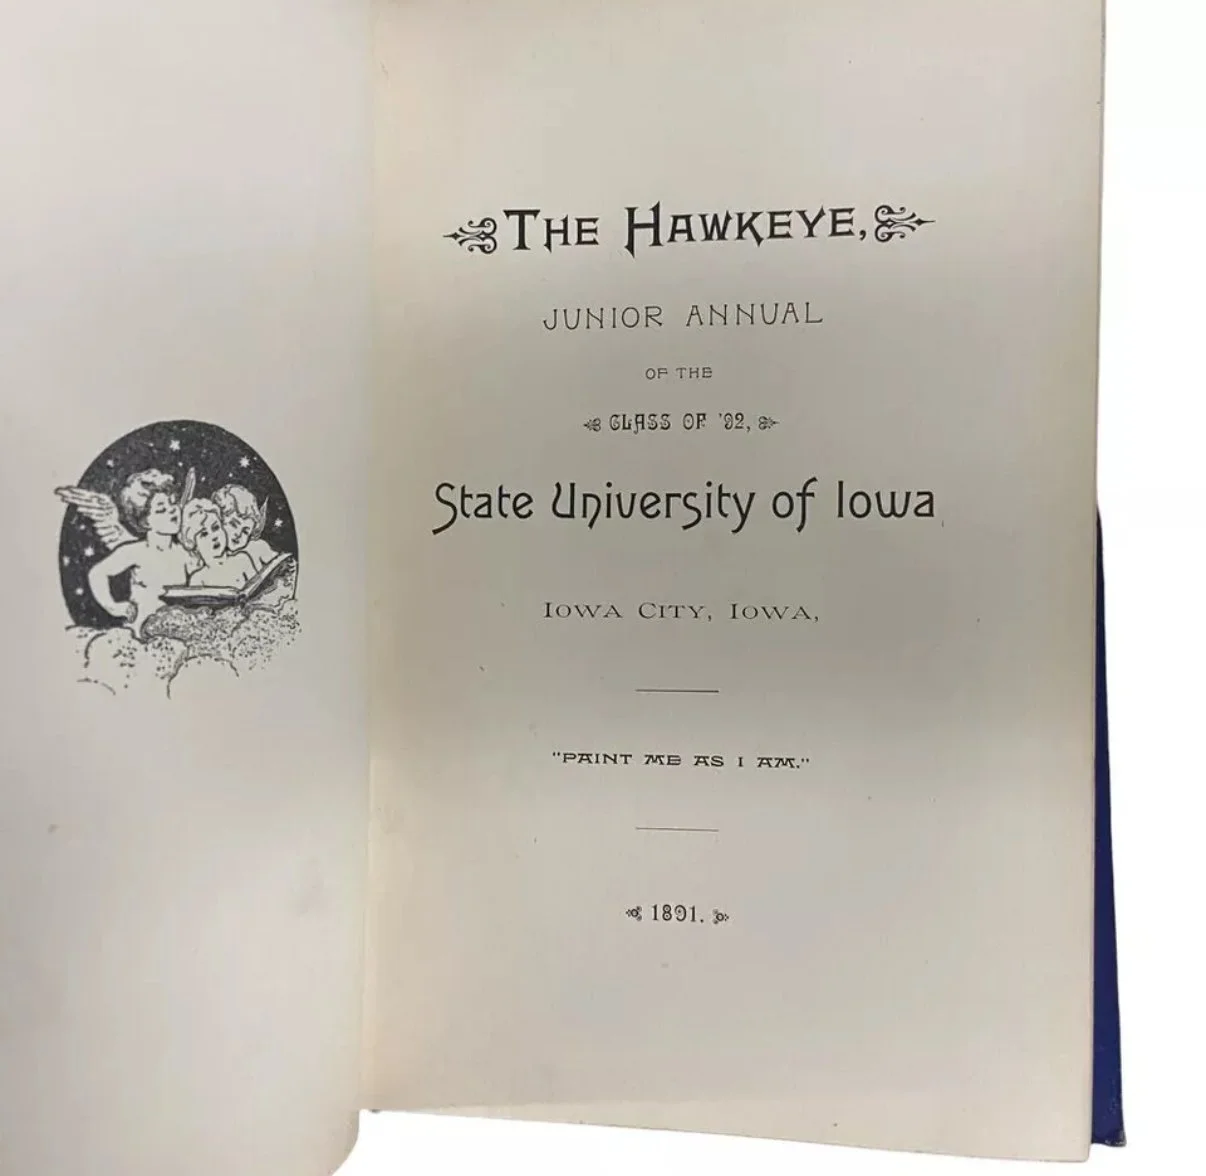 THE HAWKEYE,
JUNIOR ANNUAL
OF THE
CLASS OF '92,
State University of Iowa
IOWA CITY, IOWA,
"PAINT ME AS I AM."
1891.